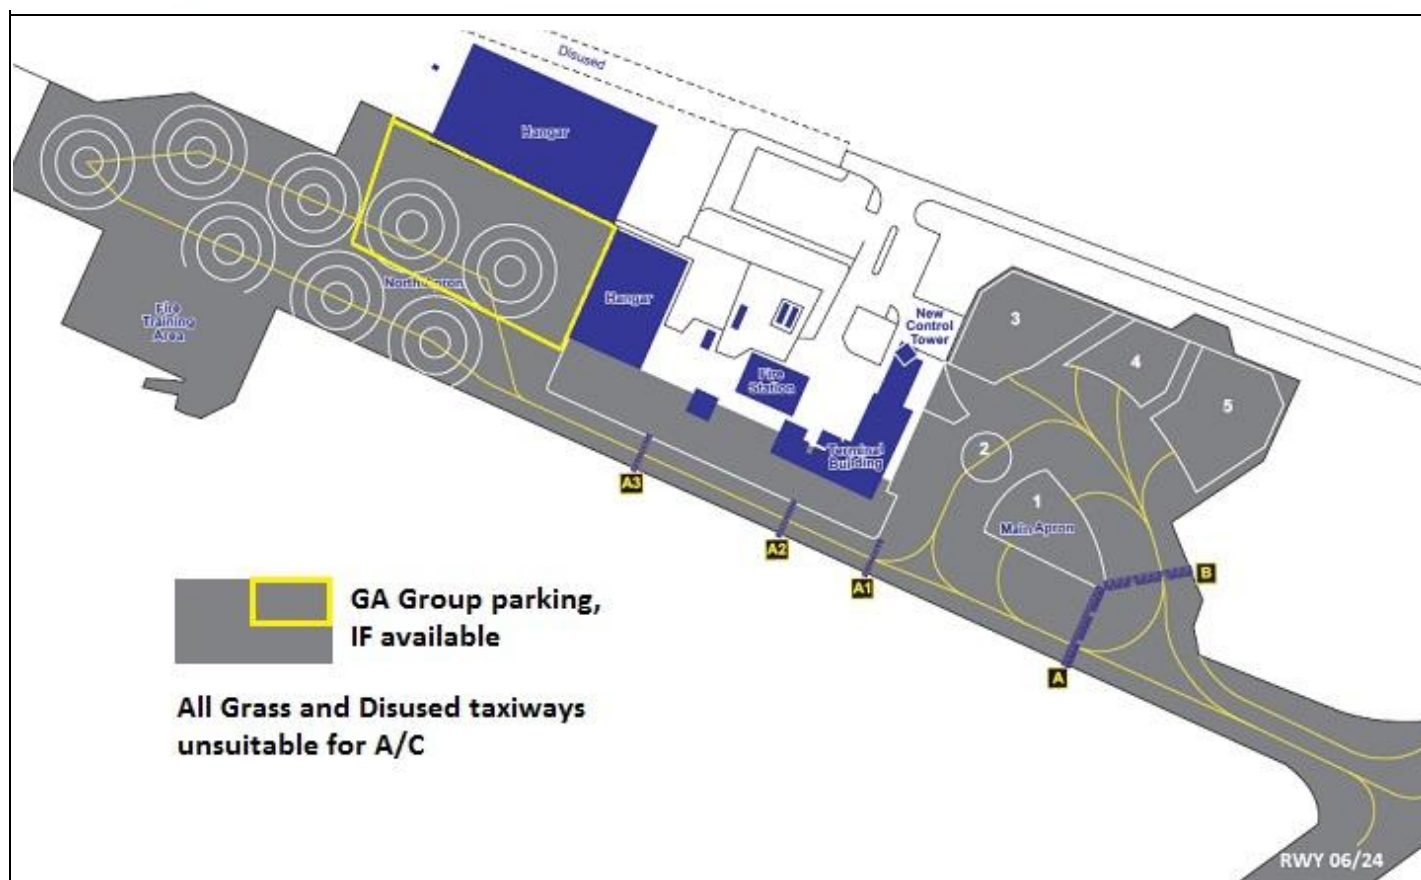 Disused
Hangar
North Apron
Fire
Training
Area
Hangar
New
Control
Tower
Fire
Station
Terminal
Building
3
4
5
2
1
Main Apron
A3
A2
A1
B
A
GA Group parking,
IF available
All Grass and Disused taxiways
unsuitable for A/C
RWY 06/24